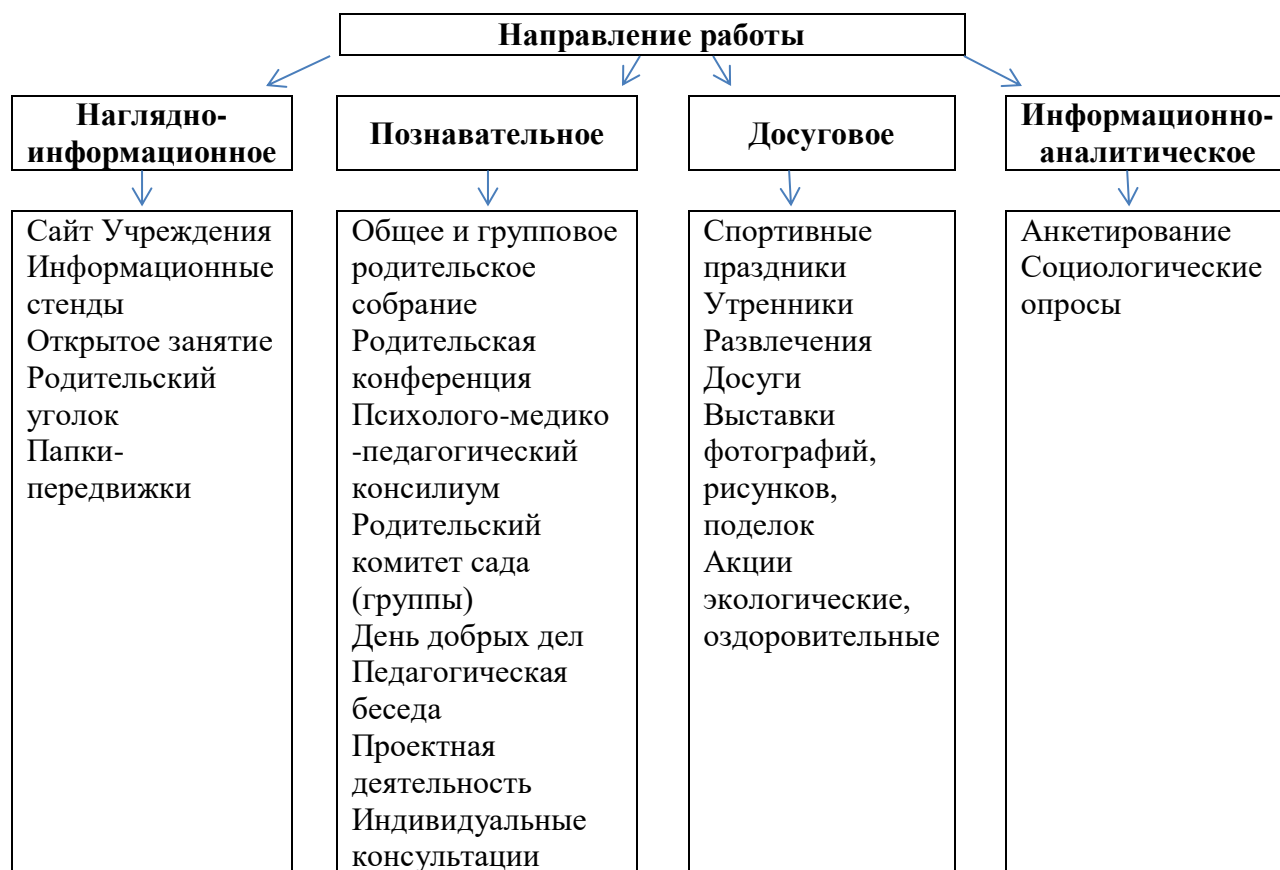 Направление работы
Наглядно-
информационное
Познавательное
Досуговое
Информационно-
аналитическое
Сайт Учреждения
Информационные
стенды
Открытое занятие
Родительский
уголок
Папки-
передвижки
Общее и групповое
родительское
собрание
Родительская
конференция
Психолого-медико
-педагогический
консилиум
Родительский
комитет сада
(группы)
День добрых дел
Педагогическая
беседа
Проектная
деятельность
Индивидуальные
консультации
Спортивные
праздники
Утренники
Развлечения
Досуги
Выставки
фотографий,
рисунков,
поделок
Акции
экологические,
оздоровительные
Анкетирование
Социологические
опросы